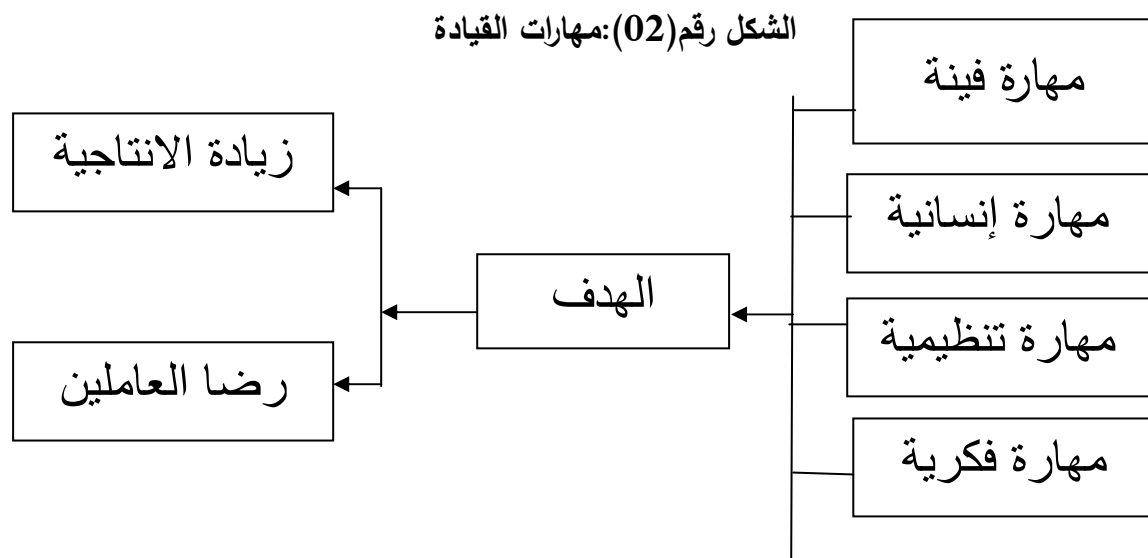 الشكل رقم(02):مهارات القيادة
مهارة فينة
مهارة إنسانية
مهارة تنظيمية
مهارة فكرية
الهدف
زيادة الانتاجية
رضا العاملين